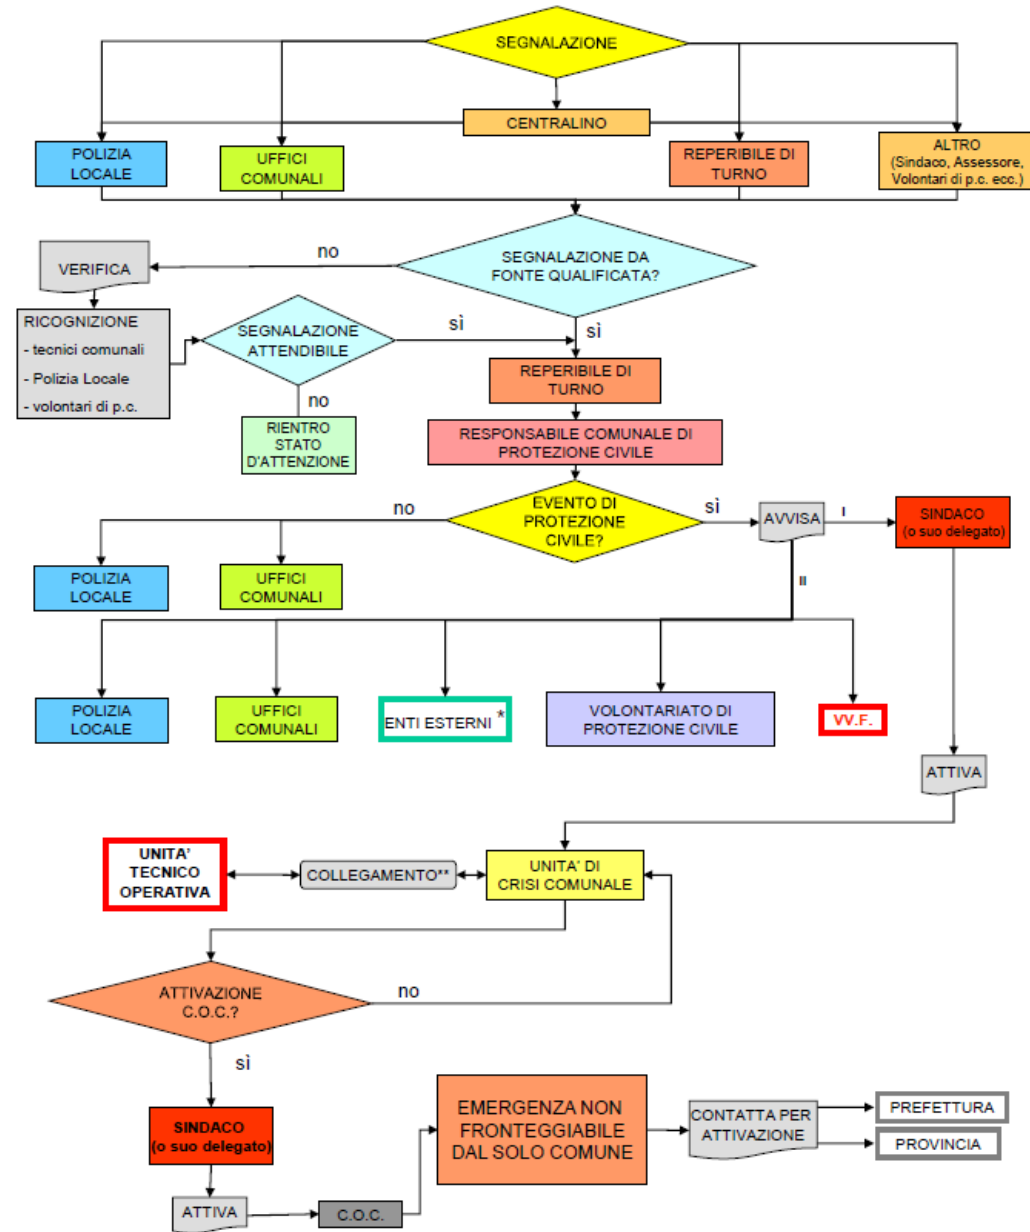 SEGNALAZIONE
CENTRALINO
POLIZIA
LOCALE
UFFICI
COMUNALI
REPERIBILE DI
TURNO
ALTRO
(Sindaco, Assessore,
Volontari di p.c. ecc.)
SEGNALAZIONE DA
FONTE QUALIFICATA?
no
VERIFICA
sì
RICOGNIZIONE
- tecnici comunali
- Polizia Locale
- volontari di p.c.
SEGNALAZIONE
ATTENDIBILE
sì
no
RIENTRO
STATO
D'ATTENZIONE
REPERIBILE DI
TURNO
RESPONSABILE COMUNALE DI
PROTEZIONE CIVILE
EVENTO DI
PROTEZIONE
CIVILE?
no
sì
AVVISA
I
SINDACO
(o suo delegato)
II
POLIZIA
LOCALE
UFFICI
COMUNALI
POLIZIA
LOCALE
UFFICI
COMUNALI
ENTI ESTERNI *
VOLONTARIATO DI
PROTEZIONE CIVILE
VV.F.
ATTIVA
UNITA'
TECNICO
OPERATIVA
COLLEGAMENTO**
UNITA' DI
CRISI COMUNALE
ATTIVAZIONE
C.O.C.?
no
sì
SINDACO
(o suo delegato)
ATTIVA
C.O.C.
EMERGENZA NON
FRONTEGGIABILE
DAL SOLO COMUNE
CONTATTA PER
ATTIVAZIONE
PREFETTURA
PROVINCIA